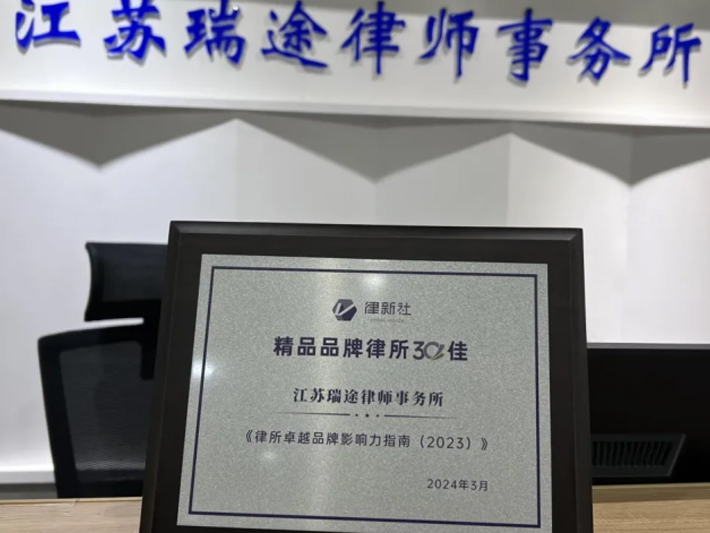 江苏瑞途律师事务所
律新社
精品品牌律所30佳
江苏瑞途律师事务所
《律所卓越品牌影响力指南（2023）》
2024年3月